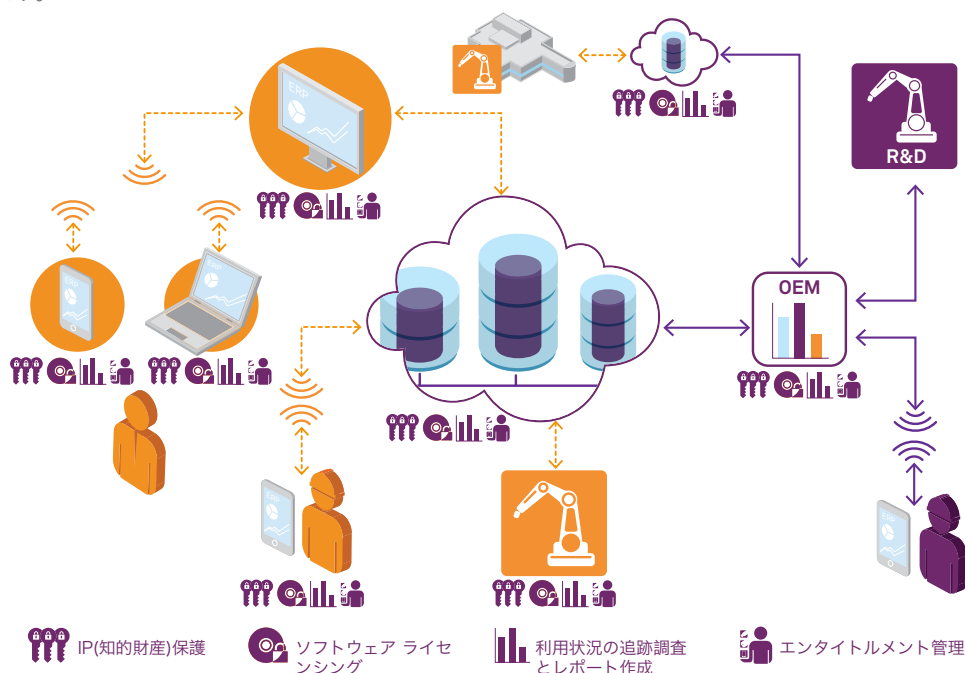 ERP
R&D
ERP
ERP
OEM
ERP
ERP
IP(知的財産)保護
ソフトウェア ライセ
ンシング
利用状況の追跡調査
とレポート作成
エンタイトルメント管理